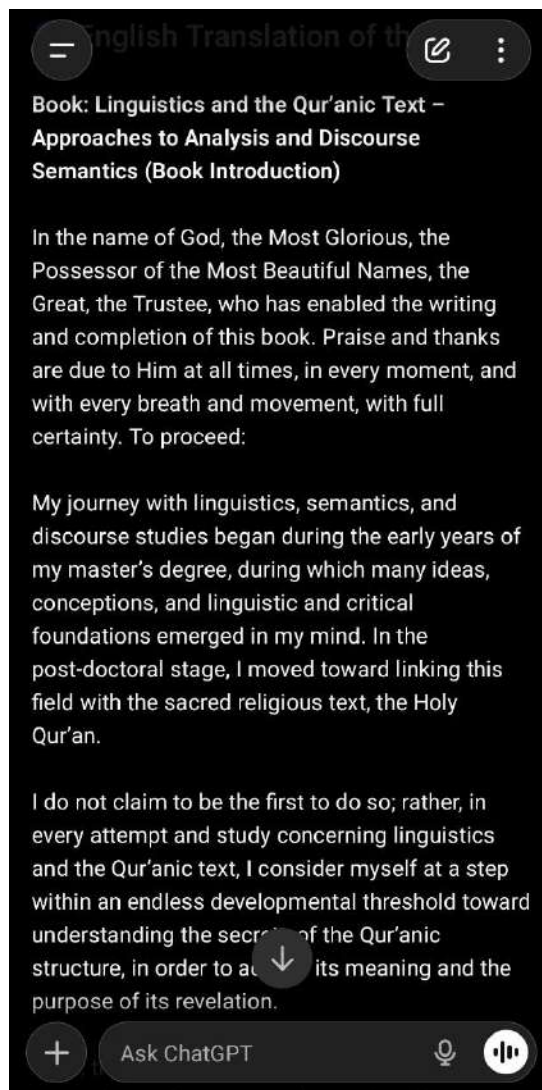 English Translation of th
Book: Linguistics and the Qur’anic Text –
Approaches to Analysis and Discourse
Semantics (Book Introduction)
In the name of God, the Most Glorious, the
Possessor of the Most Beautiful Names, the
Great, the Trustee, who has enabled the writing
and completion of this book. Praise and thanks
are due to Him at all times, in every moment, and
with every breath and movement, with full
certainty. To proceed:
My journey with linguistics, semantics, and
discourse studies began during the early years of
my master’s degree, during which many ideas,
conceptions, and linguistic and critical
foundations emerged in my mind. In the
post-doctoral stage, I moved toward linking this
field with the sacred religious text, the Holy
Qur’an.
I do not claim to be the first to do so; rather, in
every attempt and study concerning linguistics
and the Qur’anic text, I consider myself at a step
within an endless developmental threshold toward
understanding the of the Qur’anic
structure, in order to its meaning and the
purpose of its revelation.
Ask ChatGPT